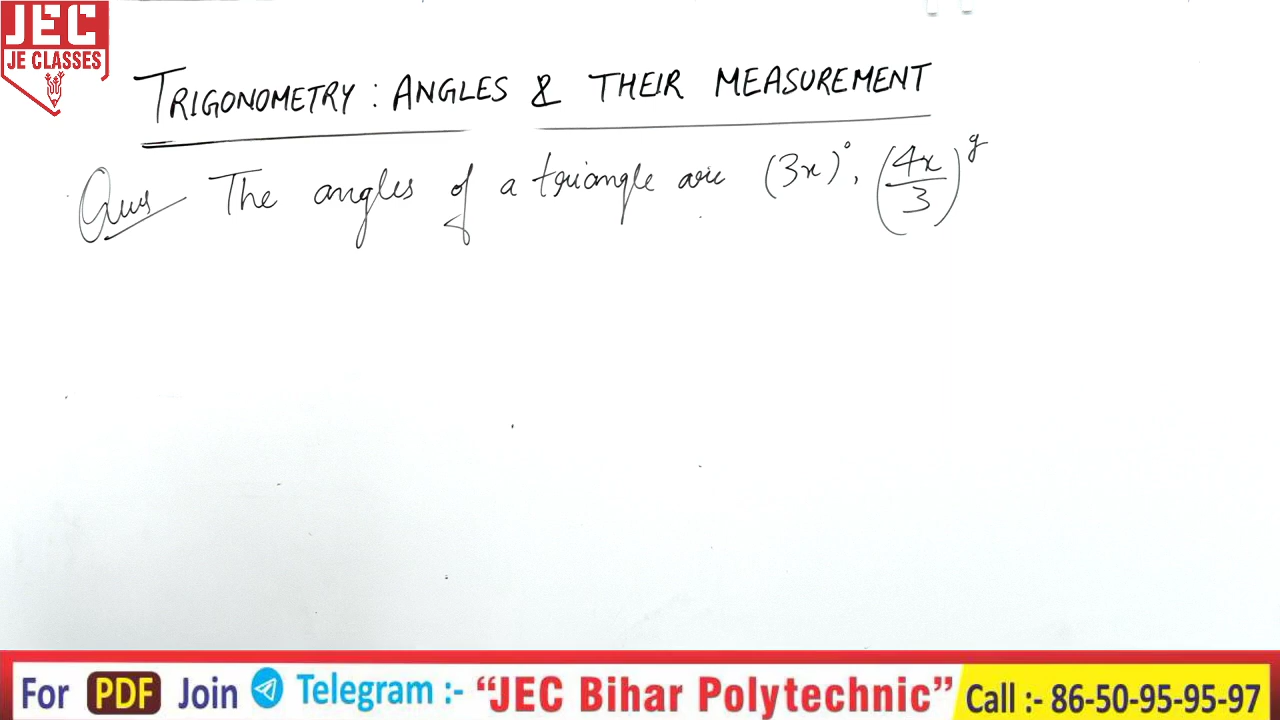 JEC
JE CLASSES
TRIGONOMETRY : ANGLES & THEIR MEASUREMENT
Ques The angles of a triangle are (3x)°, (4x/3)^g
For PDF Join Telegram :- “JEC Bihar Polytechnic” Call :- 86-50-95-95-97